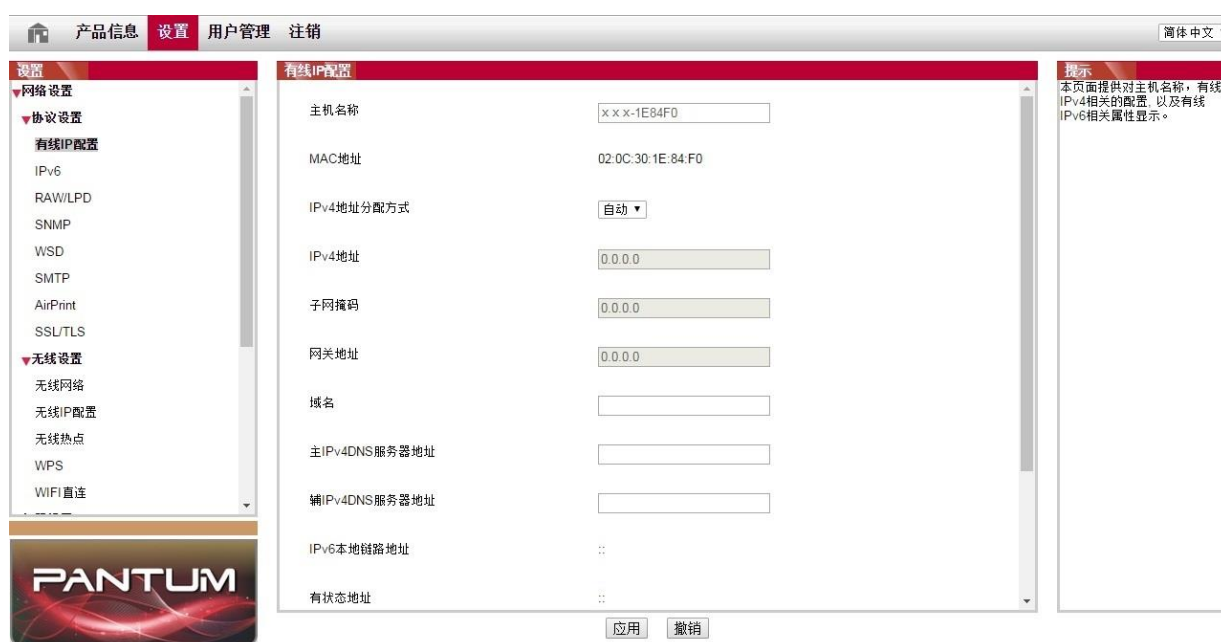 产品信息 设置 用户管理 注销
简体中文
设置
网络设置
协议设置
有线IP配置
IPv6
RAW/LPD
SNMP
WSD
SMTP
AirPrint
SSL/TLS
无线设置
无线网络
无线IP配置
无线热点
WPS
WIFI直连
PANTUM
有线IP配置
主机名称 xxx-1E84F0
MAC地址 02:0C:30:1E:84:F0
IPv4地址分配方式 自动
IPv4地址 0.0.0.0
子网掩码 0.0.0.0
网关地址 0.0.0.0
域名
主IPv4DNS服务器地址
辅IPv4DNS服务器地址
IPv6本地链路地址 ::
有状态地址 ::
应用 撤销
提示
本页面提供对主机名称，有线
IPv4相关的配置, 以及有线
IPv6相关属性显示。